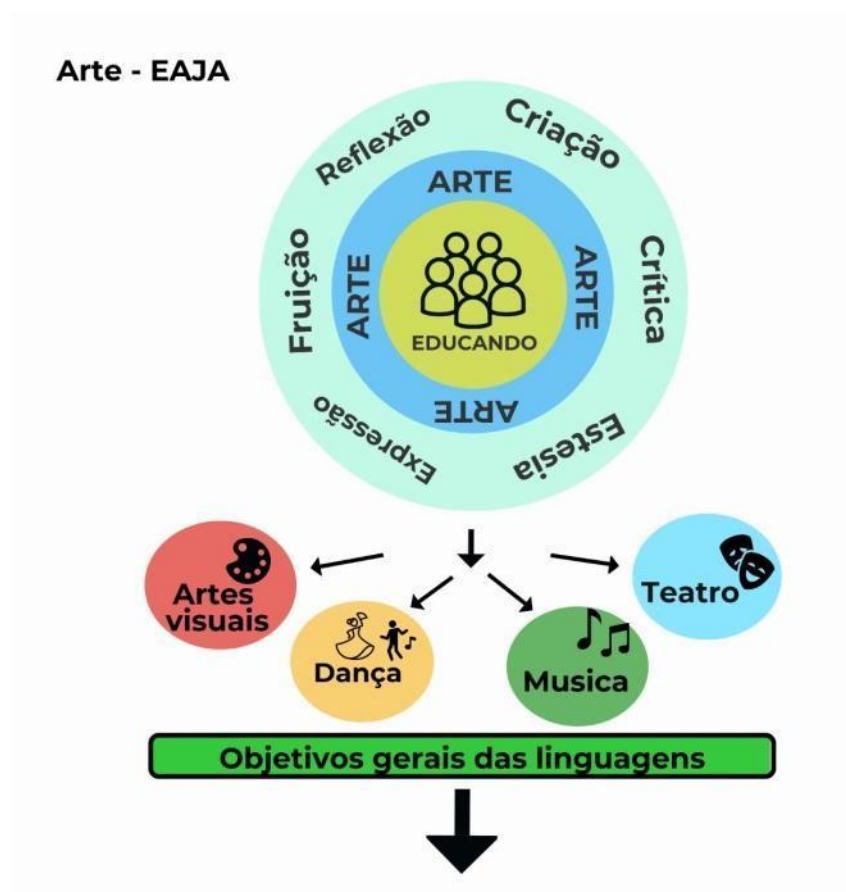 Arte - EAJA
Reflexão
Criação
Fruição
Crítica
Expressão
Estesia
ARTE
ARTE
ARTE
ARTE
EDUCANDO
Artes
visuais
Dança
Musica
Teatro
Objetivos gerais das linguagens